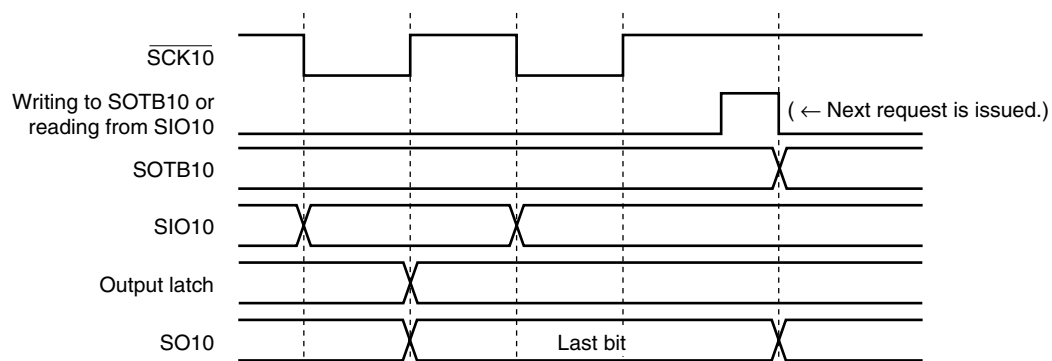 SCK10
Writing to SOTB10 or
reading from SIO10
( ← Next request is issued.)
SOTB10
SIO10
Output latch
SO10
Last bit